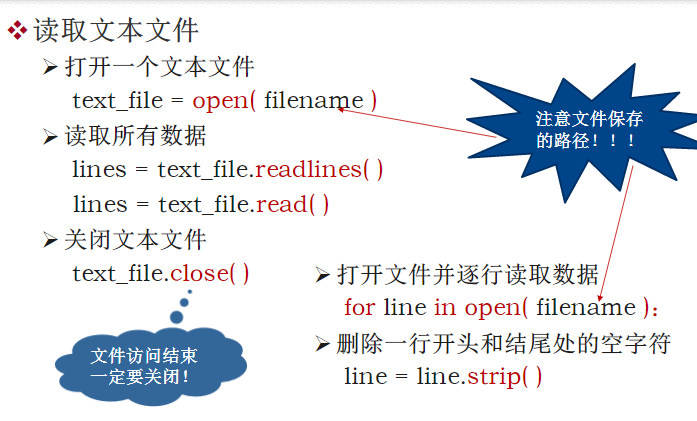 读取文本文件
打开一个文本文件
text_file = open( filename )
读取所有数据
lines = text_file.readlines( )
lines = text_file.read( )
关闭文本文件
text_file.close( )
文件访问结束
一定要关闭!
注意文件保存
的路径！！！
打开文件并逐行读取数据
for line in open( filename ):
删除一行开头和结尾处的空字符
line = line.strip( )